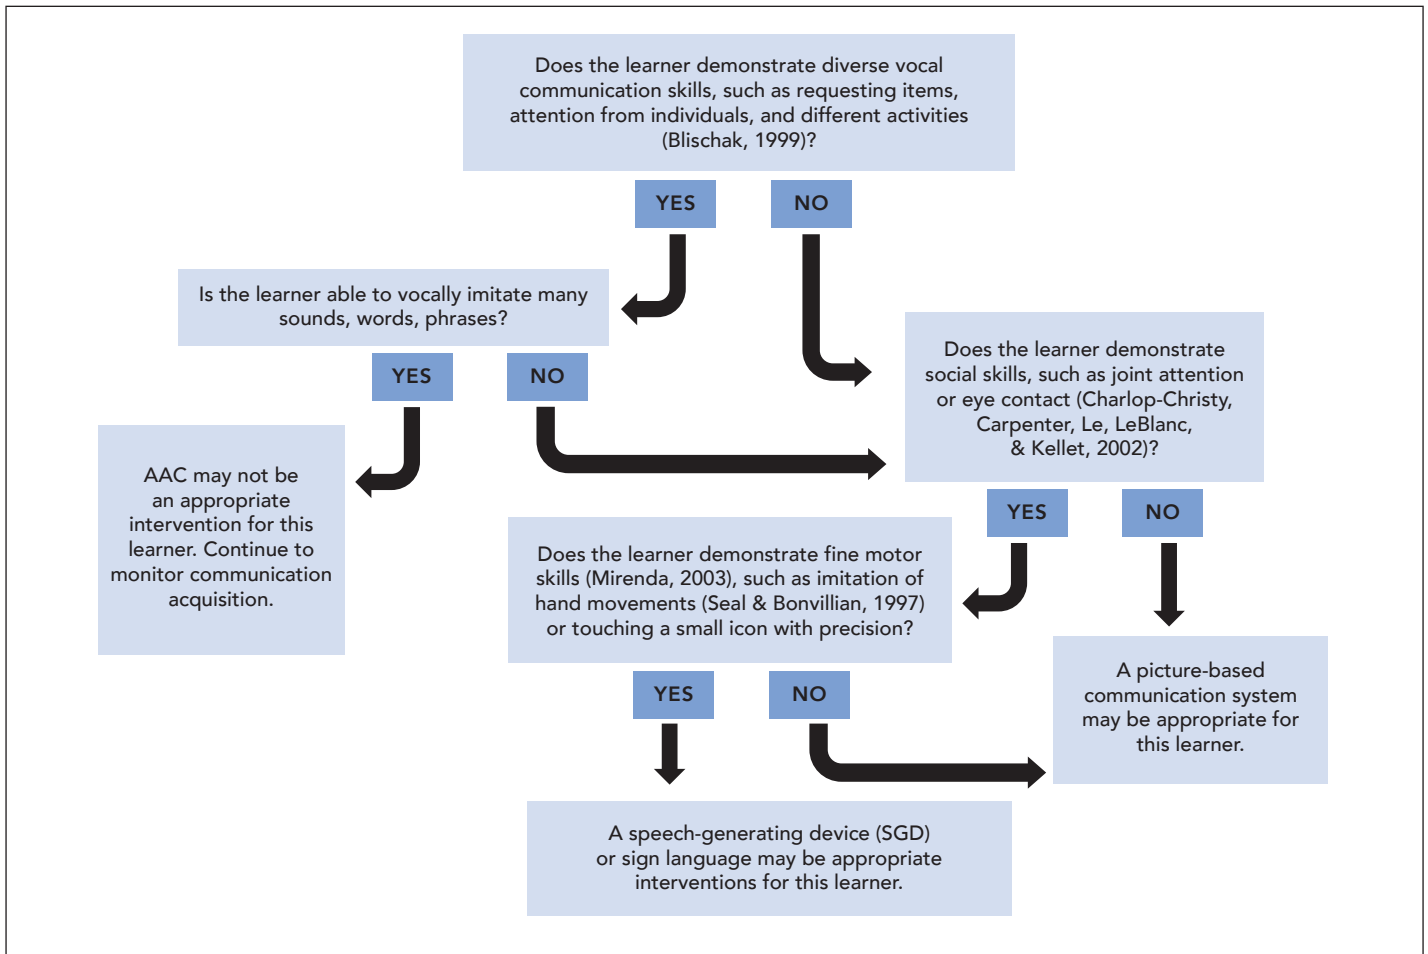 Does the learner demonstrate diverse vocal
communication skills, such as requesting items,
attention from individuals, and different activities
(Blischak, 1999)?
YES
NO
Is the learner able to vocally imitate many
sounds, words, phrases?
YES
NO
Does the learner demonstrate
social skills, such as joint attention
or eye contact (Charlop-Christy,
Carpenter, Le, LeBlanc,
& Kellet, 2002)?
YES
NO
AAC may not be
an appropriate
intervention for this
learner. Continue to
monitor communication
acquisition.
Does the learner demonstrate fine motor
skills (Mirenda, 2003), such as imitation of
hand movements (Seal & Bonvillian, 1997)
or touching a small icon with precision?
YES
NO
A picture-based
communication system
may be appropriate for
this learner.
A speech-generating device (SGD)
or sign language may be appropriate
interventions for this learner.